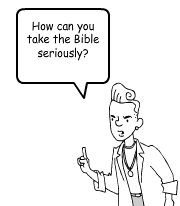 How can you
take the Bible
seriously?